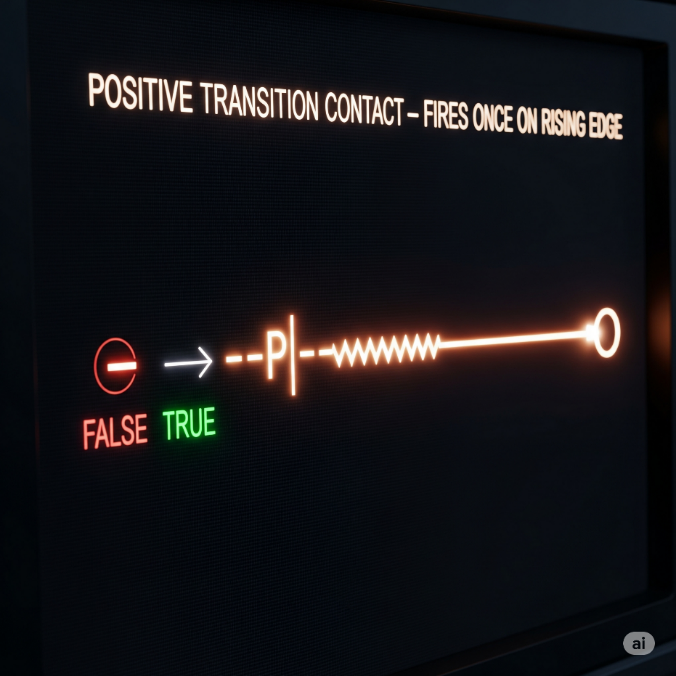 POSITIVE TRANSITION CONTACT – FIRES ONCE ON RISING EDGE
P
FALSE TRUE
ai